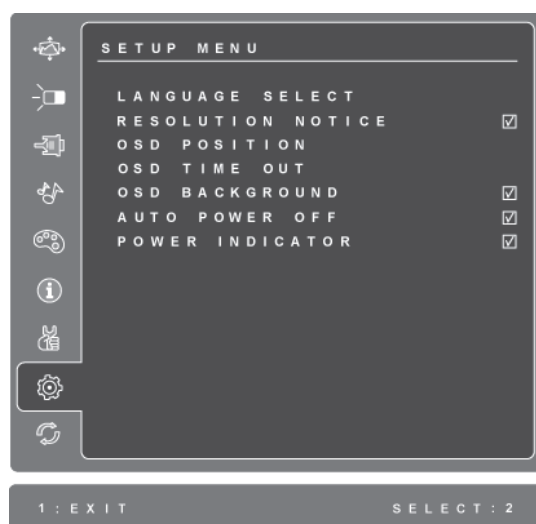 SETUP MENU
LANGUAGE SELECT
RESOLUTION NOTICE
OSD POSITION
OSD TIME OUT
OSD BACKGROUND
AUTO POWER OFF
POWER INDICATOR
1:EXIT SELECT:2